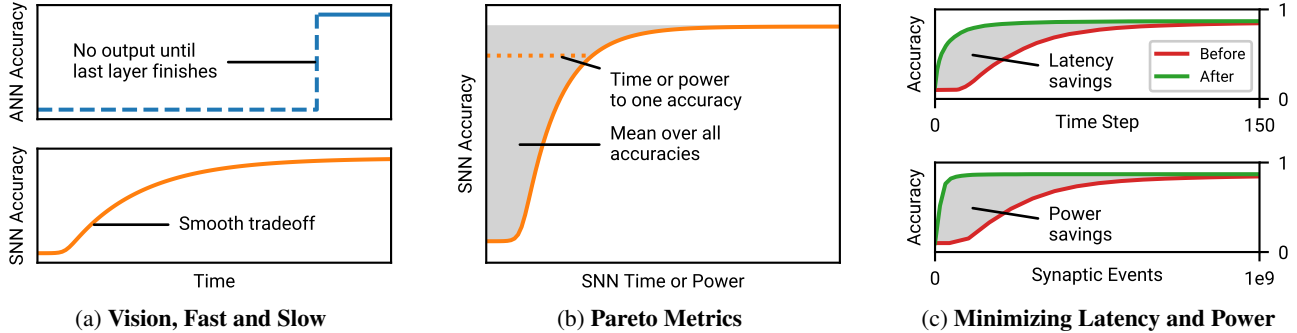 ANN Accuracy
No output until
last layer finishes
SNN Accuracy
Smooth tradeoff
Time
(a) Vision, Fast and Slow
SNN Accuracy
Time or power
to one accuracy
Mean over all
accuracies
SNN Time or Power
(b) Pareto Metrics
Accuracy
1
Latency
savings
Before
After
0
0
Time Step
150
Accuracy
1
Power
savings
0
0
Synaptic Events
1e9
(c) Minimizing Latency and Power